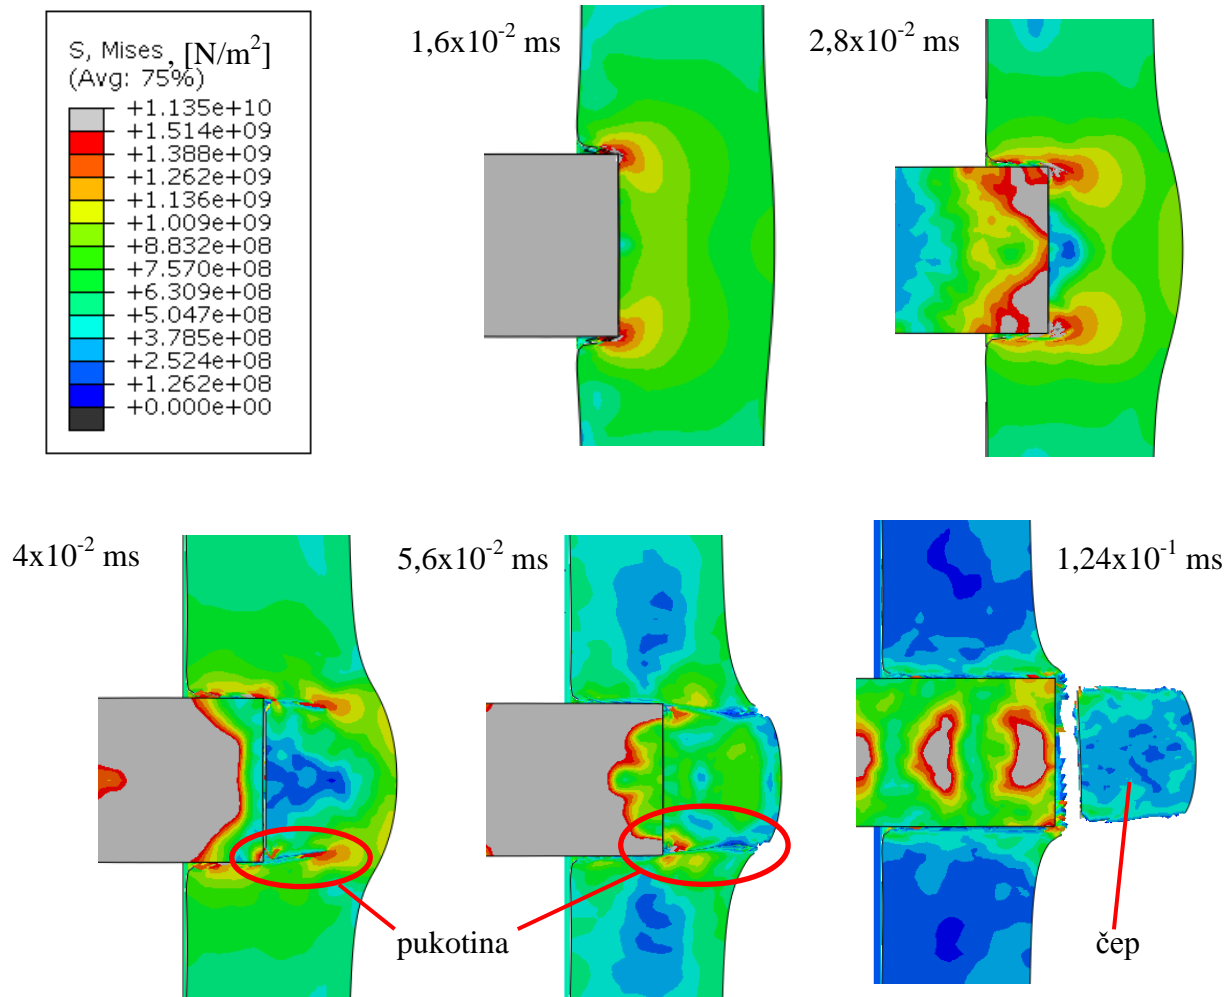 S, Mises, [N/m²]
(Avg: 75%)
+1.135e+10
+1.514e+09
+1.388e+09
+1.262e+09
+1.136e+09
+1.009e+09
+8.832e+08
+7.570e+08
+6.309e+08
+5.047e+08
+3.785e+08
+2.524e+08
+1.262e+08
+0.000e+00
1,6x10⁻² ms
2,8x10⁻² ms
4x10⁻² ms
5,6x10⁻² ms
1,24x10⁻¹ ms
pukotina
čep